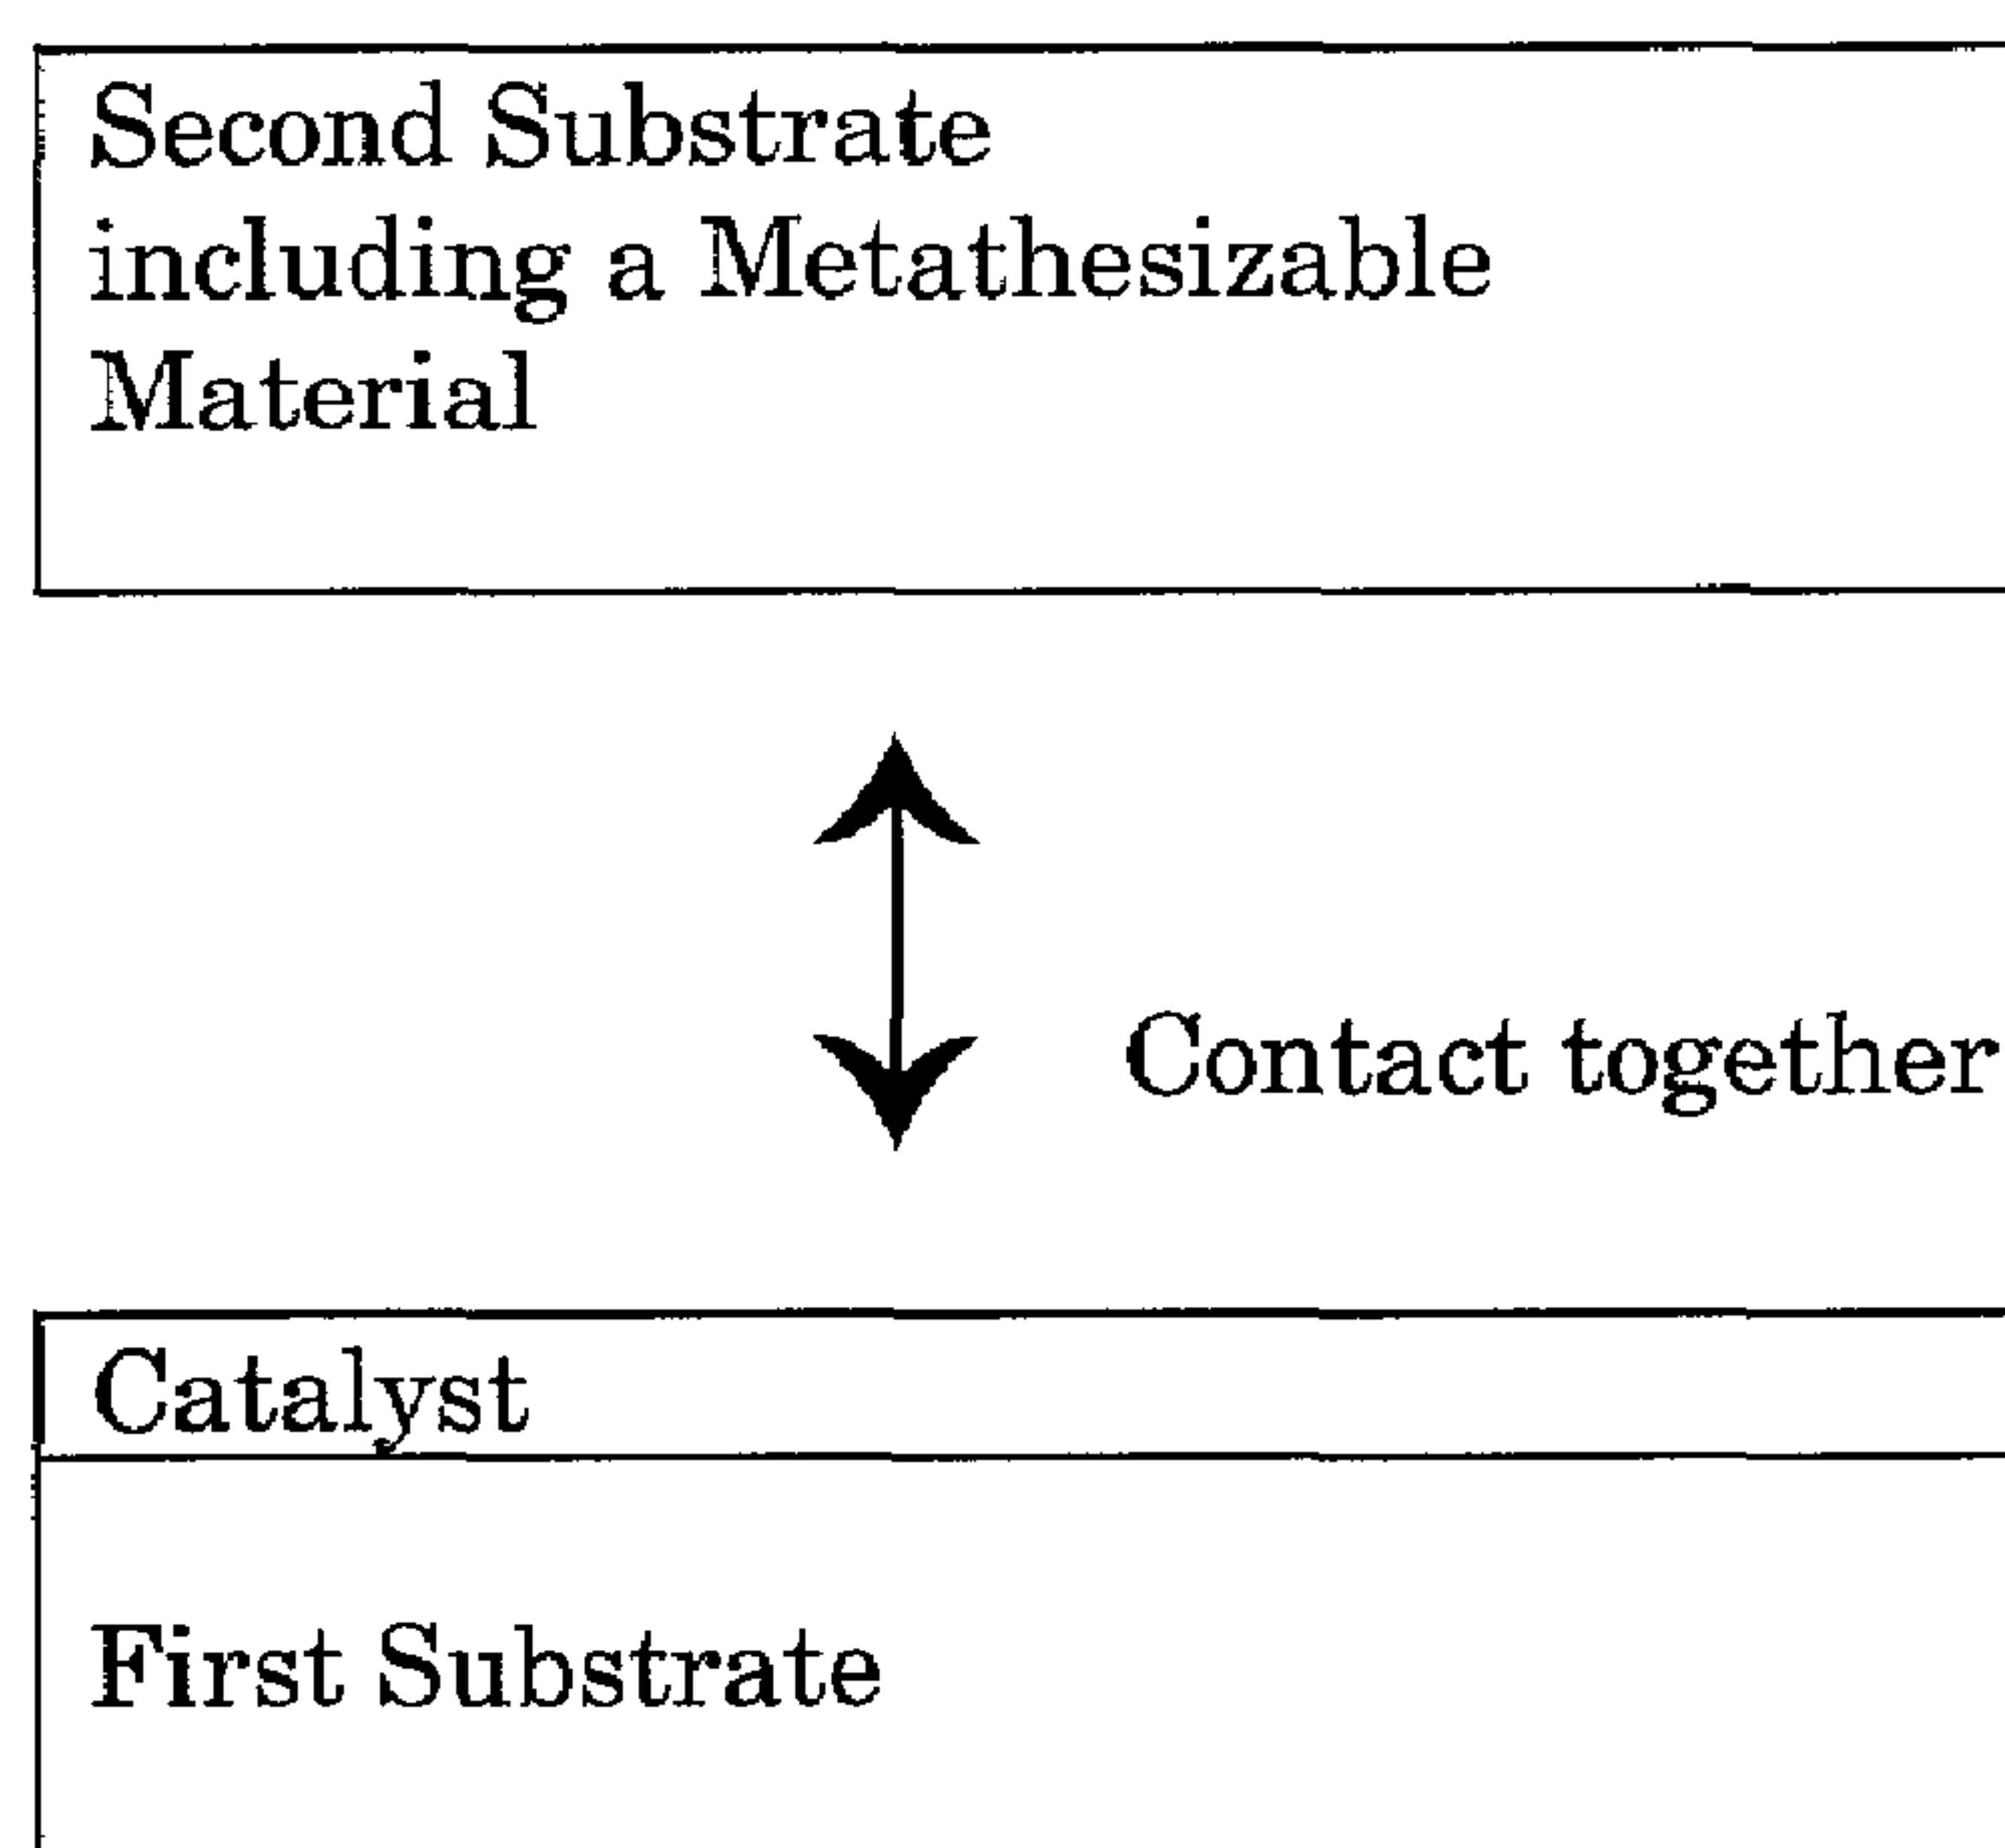 Second Substrate
including a Metathesizable
Material
Contact together
Catalyst
First Substrate